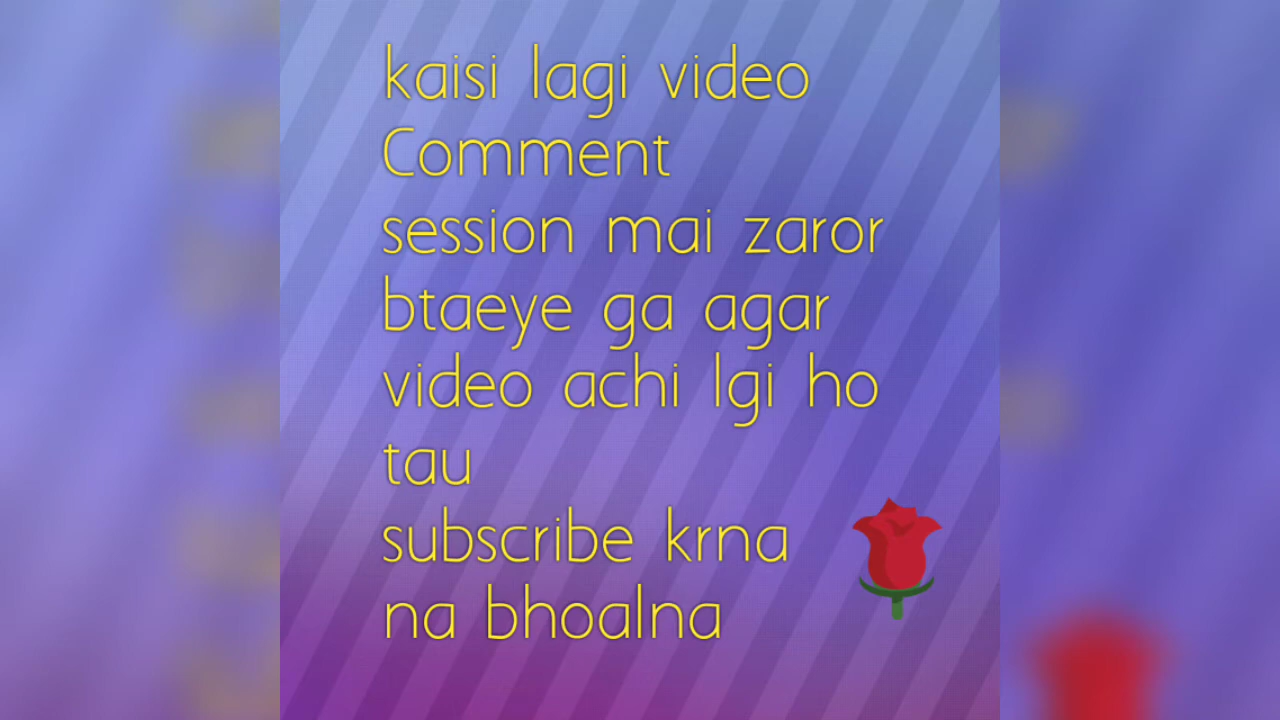 kaisi lagi video
Comment
session mai zaror
btaeye ga agar
video achi lgi ho
tau
subscribe krna
na bhoalna